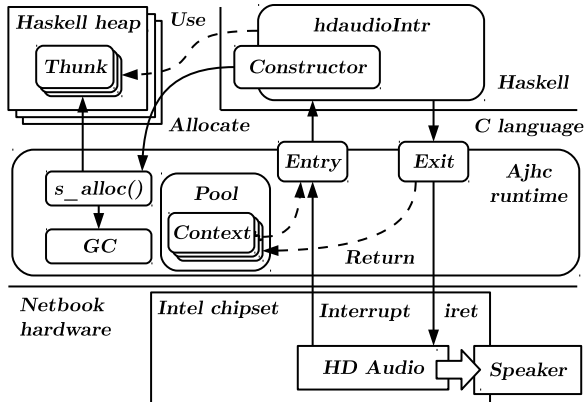 Haskell heap
Use
hdaudioIntr
Thunk
Constructor
Haskell
Allocate
C language
Entry
Exit
Ajhc
runtime
s_alloc()
Pool
Context
GC
Return
Netbook
hardware
Intel chipset
Interrupt
iret
HD Audio
Speaker